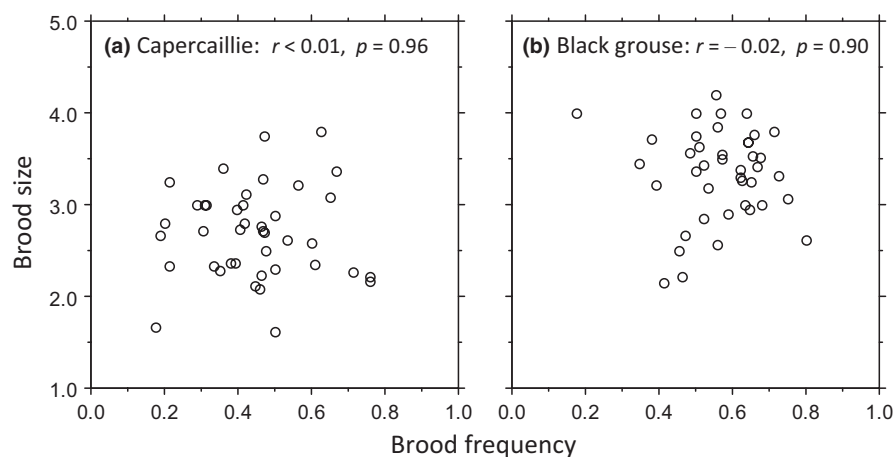 (a) Capercaillie: r < 0.01, p = 0.96
(b) Black grouse: r = – 0.02, p = 0.90
Brood size
5.0
4.0
3.0
2.0
1.0
0.0 0.2 0.4 0.6 0.8 1.0
0.0 0.2 0.4 0.6 0.8 1.0
Brood frequency